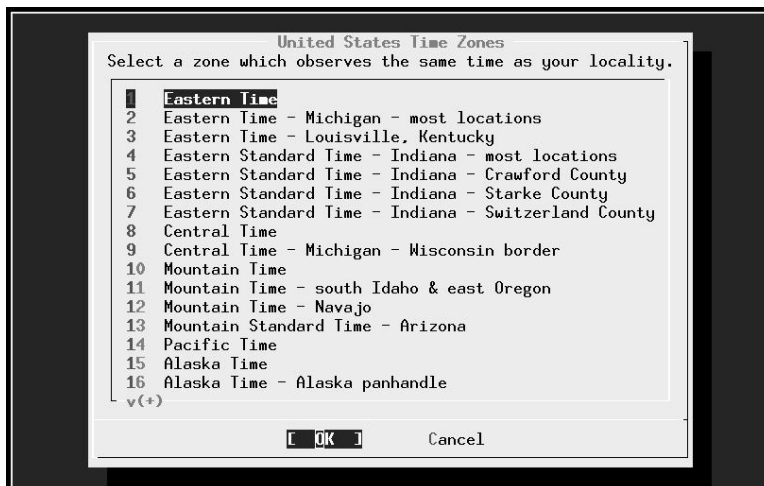 United States Time Zones
Select a zone which observes the same time as your locality.
1 Eastern Time
2 Eastern Time - Michigan - most locations
3 Eastern Time - Louisville, Kentucky
4 Eastern Standard Time - Indiana - most locations
5 Eastern Standard Time - Indiana - Crawford County
6 Eastern Standard Time - Indiana - Starke County
7 Eastern Standard Time - Indiana - Switzerland County
8 Central Time
9 Central Time - Michigan - Wisconsin border
10 Mountain Time
11 Mountain Time - south Idaho & east Oregon
12 Mountain Time - Navajo
13 Mountain Standard Time - Arizona
14 Pacific Time
15 Alaska Time
16 Alaska Time - Alaska panhandle
v(+)
[ OK ] Cancel